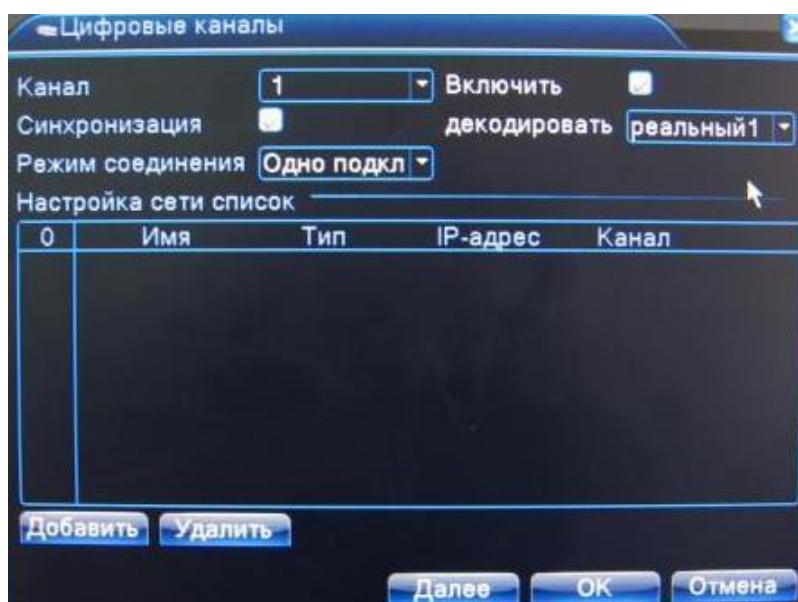 Цифровые каналы
Канал 1 Включить
Синхронизация декодировать реальный1
Режим соединения Одно подкл
Настройка сети список
0 Имя Тип IP-адрес Канал
Добавить Удалить
Далее OK Отмена